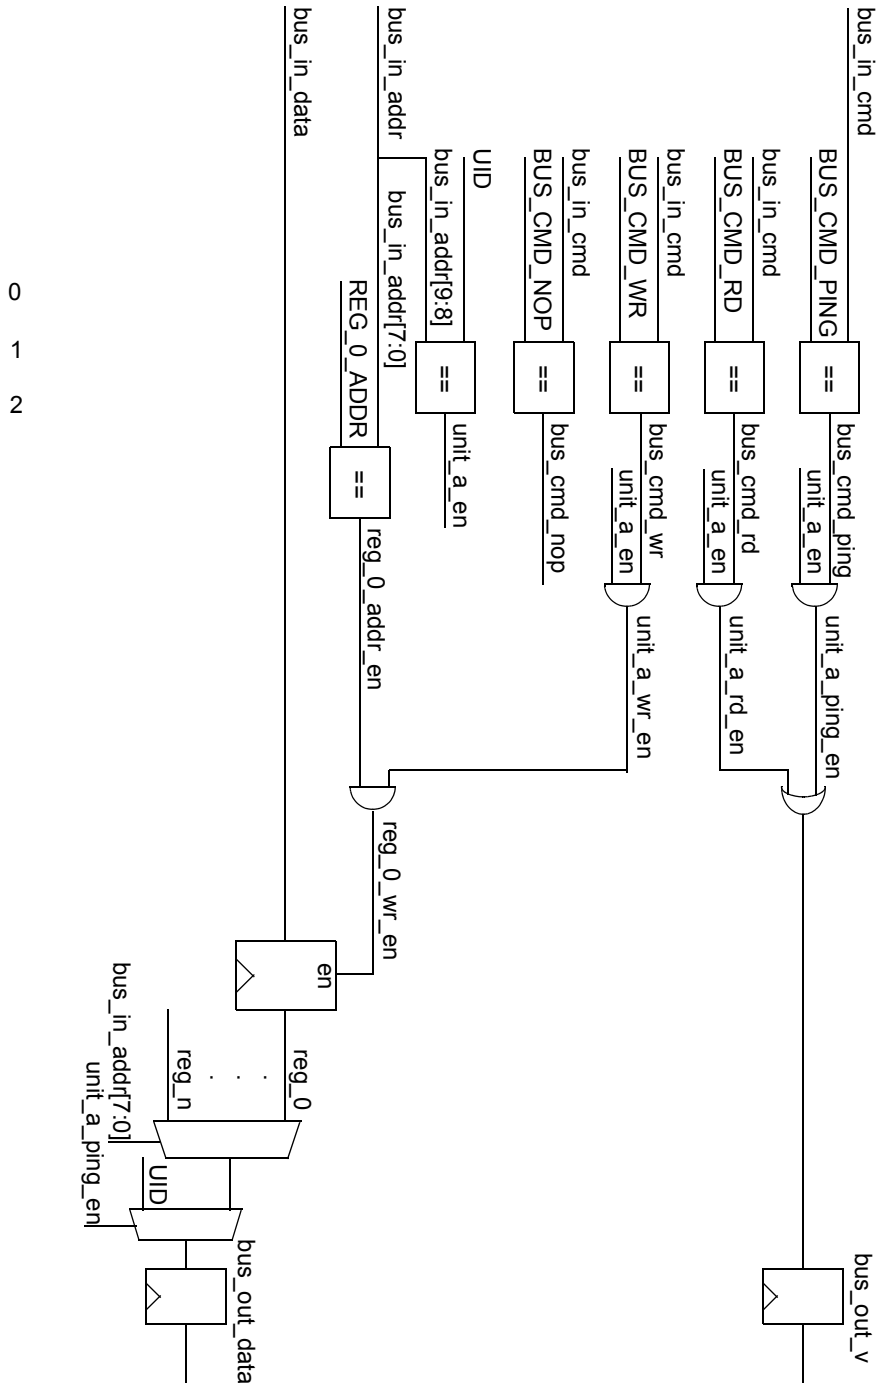 bus_in_cmd
BUS_CMD_PING
==
bus_cmd_ping
unit_a_en
unit_a_ping_en
bus_out_v
bus_in_cmd
BUS_CMD_RD
==
bus_cmd_rd
unit_a_en
unit_a_rd_en
bus_in_cmd
BUS_CMD_WR
==
bus_cmd_wr
unit_a_en
unit_a_wr_en
bus_in_cmd
BUS_CMD_NOP
==
bus_cmd_nop
UID
bus_in_addr[9:8]
==
unit_a_en
bus_in_addr
bus_in_addr[7:0]
REG_0_ADDR
==
reg_0_addr_en
reg_0_wr_en
bus_in_data
en
reg_0
. . .
reg_n
bus_in_addr[7:0]
UID
unit_a_ping_en
bus_out_data
0
1
2